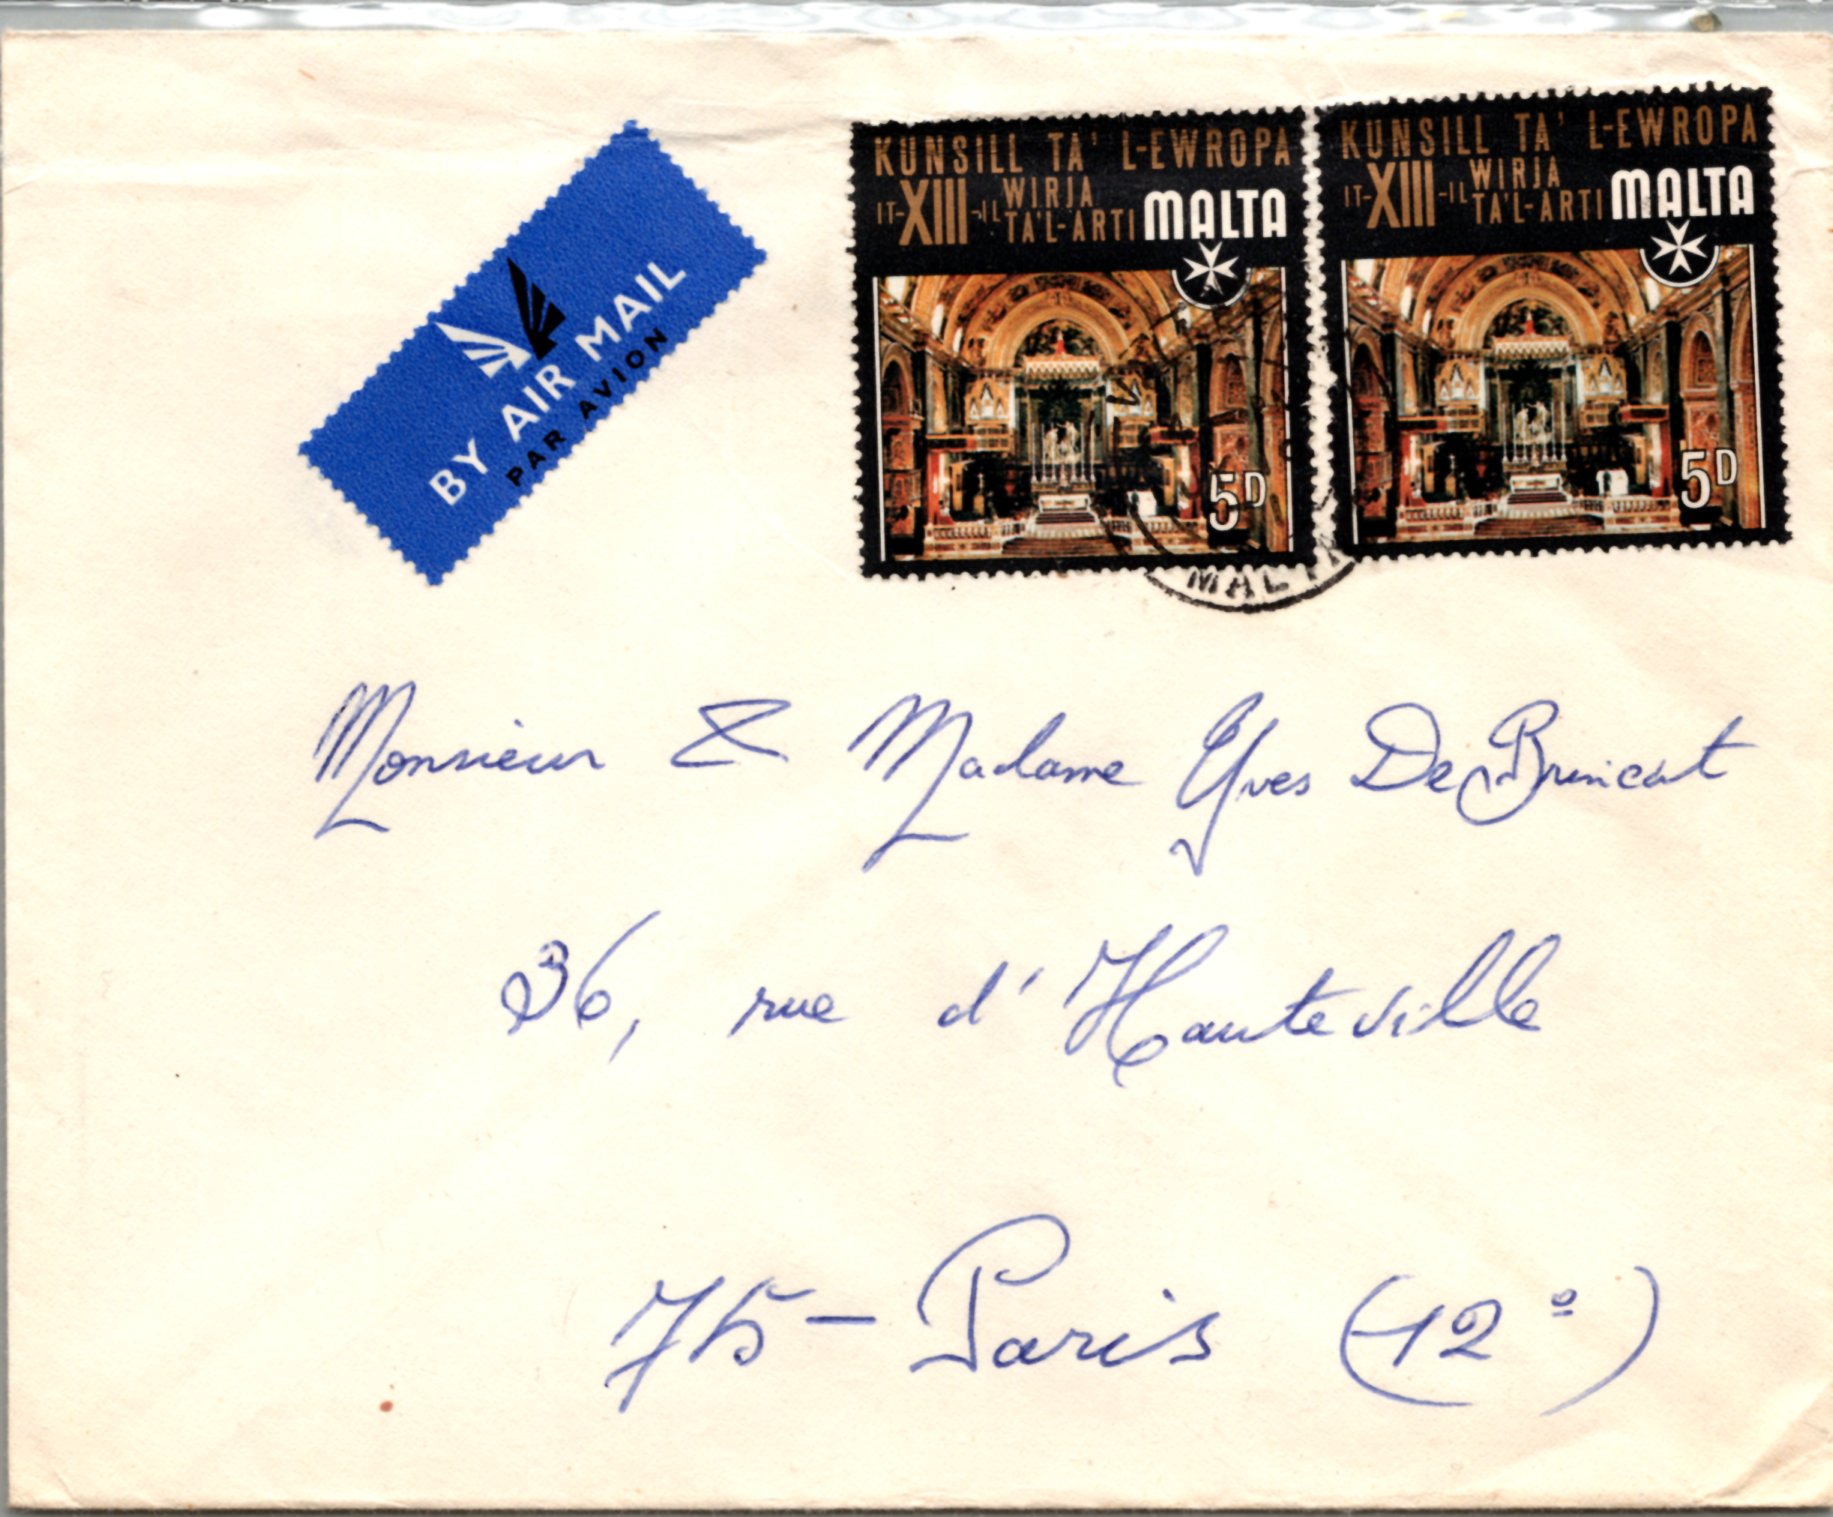 BY AIR MAIL
PAR AVION
KUNSILL TA' L-EWROPA
IT-XIII-IL WIRJA TA'L-ARTI
MALTA
5D
KUNSILL TA' L-EWROPA
IT-XIII-IL WIRJA TA'L-ARTI
MALTA
5D
MALTA
Monsieur & Madame Yves De Brincat
36, rue d'Hauteville
75 - Paris (12º)